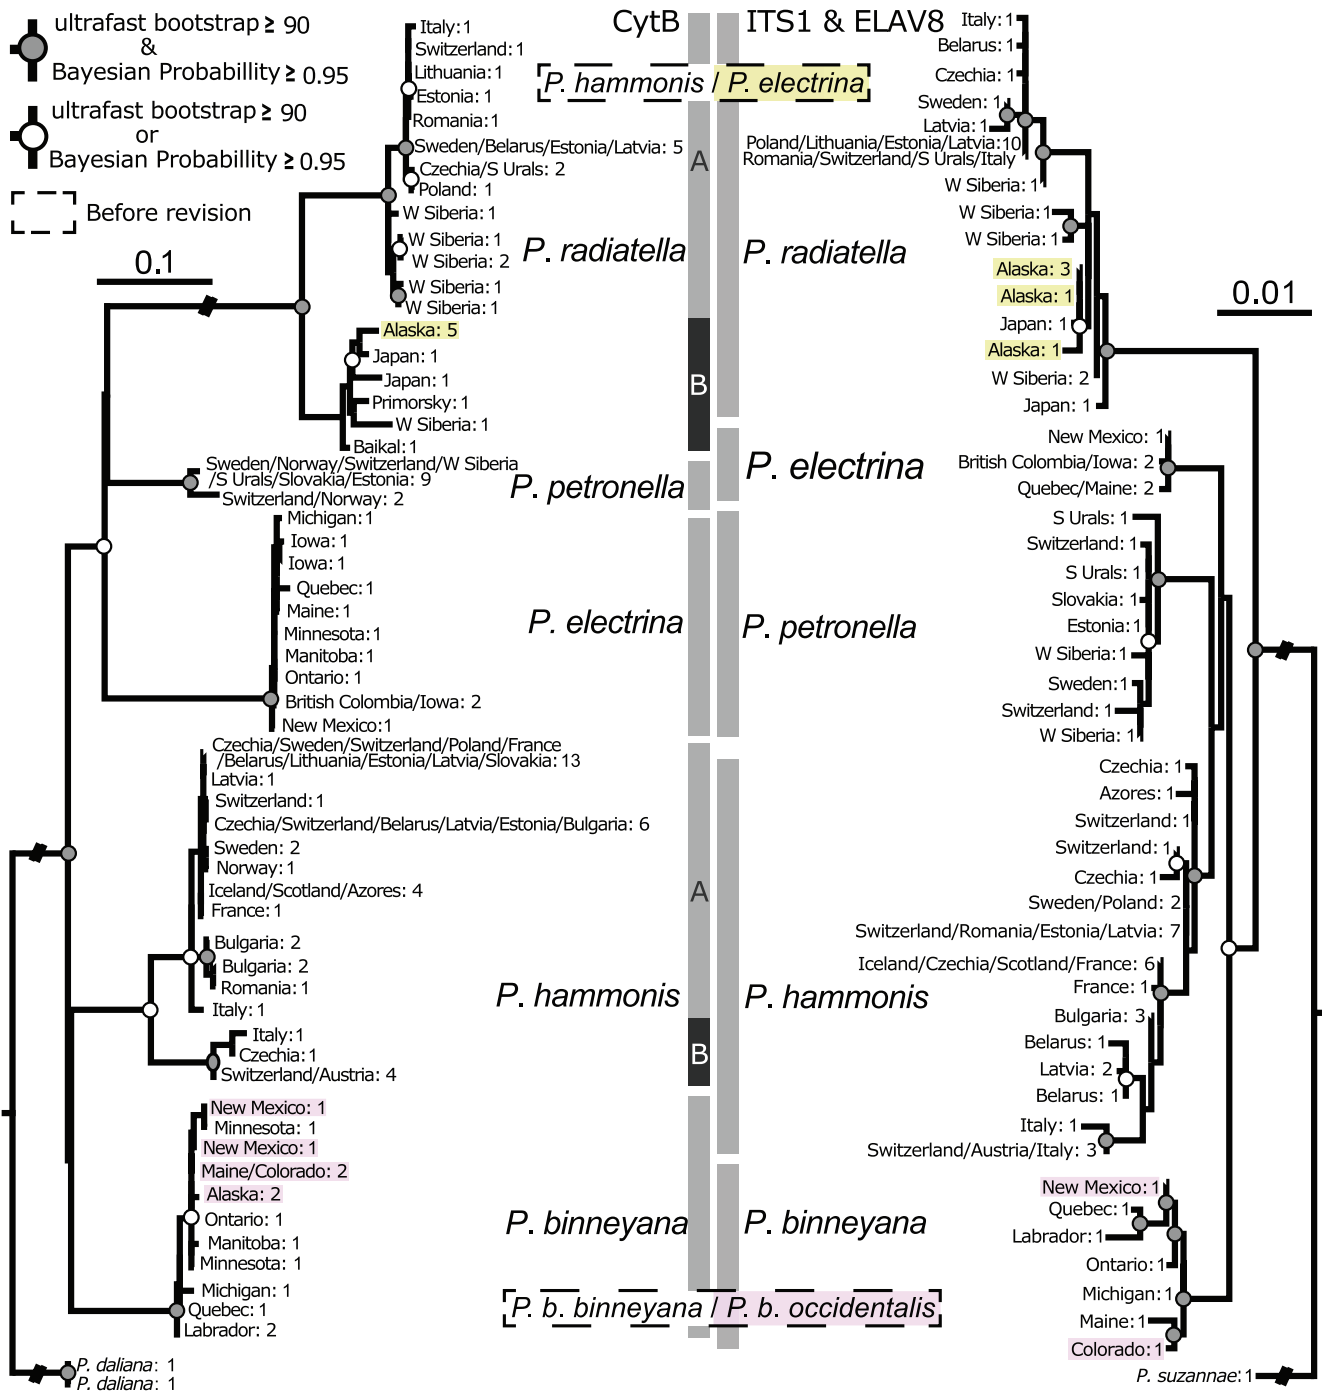 ultrafast bootstrap ≥ 90
&
Bayesian Probabillity ≥ 0.95
ultrafast bootstrap ≥ 90
or
Bayesian Probabillity ≥ 0.95
Before revision
0.1
CytB
ITS1 & ELAV8
P. hammonis / P. electrina
Italy: 1
Switzerland: 1
Lithuania: 1
Estonia: 1
Romania: 1
Sweden/Belarus/Estonia/Latvia: 5
Czechia/S Urals: 2
Poland: 1
W Siberia: 1
W Siberia: 1
W Siberia: 2
W Siberia: 1
W Siberia: 1
Alaska: 5
Japan: 1
Japan: 1
Primorsky: 1
W Siberia: 1
Baikal: 1
Sweden/Norway/Switzerland/W Siberia
/S Urals/Slovakia/Estonia: 9
Switzerland/Norway: 2
Michigan: 1
Iowa: 1
Iowa: 1
Quebec: 1
Maine: 1
Minnesota: 1
Manitoba: 1
Ontario: 1
British Colombia/Iowa: 2
New Mexico: 1
Czechia/Sweden/Switzerland/Poland/France
/Belarus/Lithuania/Estonia/Latvia/Slovakia: 13
Latvia: 1
Switzerland: 1
Czechia/Switzerland/Belarus/Latvia/Estonia/Bulgaria: 6
Sweden: 2
Norway: 1
Iceland/Scotland/Azores: 4
France: 1
Bulgaria: 2
Bulgaria: 2
Romania: 1
Italy: 1
Italy: 1
Czechia: 1
Switzerland/Austria: 4
New Mexico: 1
Minnesota: 1
New Mexico: 1
Maine/Colorado: 2
Alaska: 2
Ontario: 1
Manitoba: 1
Minnesota: 1
Michigan: 1
Quebec: 1
Labrador: 2
P. daliana: 1
P. daliana: 1
P. radiatella
P. petronella
P. electrina
P. hammonis
P. binneyana
A
B
A
B
P. radiatella
P. electrina
P. petronella
P. hammonis
P. binneyana
P. b. binneyana / P. b. occidentalis
Italy: 1
Belarus: 1
Czechia: 1
Sweden: 1
Latvia: 1
Poland/Lithuania/Estonia/Latvia: 10
Romania/Switzerland/S Urals/Italy
W Siberia: 1
W Siberia: 1
W Siberia: 1
Alaska: 3
Alaska: 1
Japan: 1
Alaska: 1
W Siberia: 2
Japan: 1
0.01
New Mexico: 1
British Colombia/Iowa: 2
Quebec/Maine: 2
S Urals: 1
Switzerland: 1
S Urals: 1
Slovakia: 1
Estonia: 1
W Siberia: 1
Sweden: 1
Switzerland: 1
W Siberia: 1
Czechia: 1
Azores: 1
Switzerland: 1
Switzerland: 1
Czechia: 1
Sweden/Poland: 2
Switzerland/Romania/Estonia/Latvia: 7
Iceland/Czechia/Scotland/France: 6
France: 1
Bulgaria: 3
Belarus: 1
Latvia: 2
Belarus: 1
Italy: 1
Switzerland/Austria/Italy: 3
New Mexico: 1
Quebec: 1
Labrador: 1
Ontario: 1
Michigan: 1
Maine: 1
Colorado: 1
P. suzannae: 1